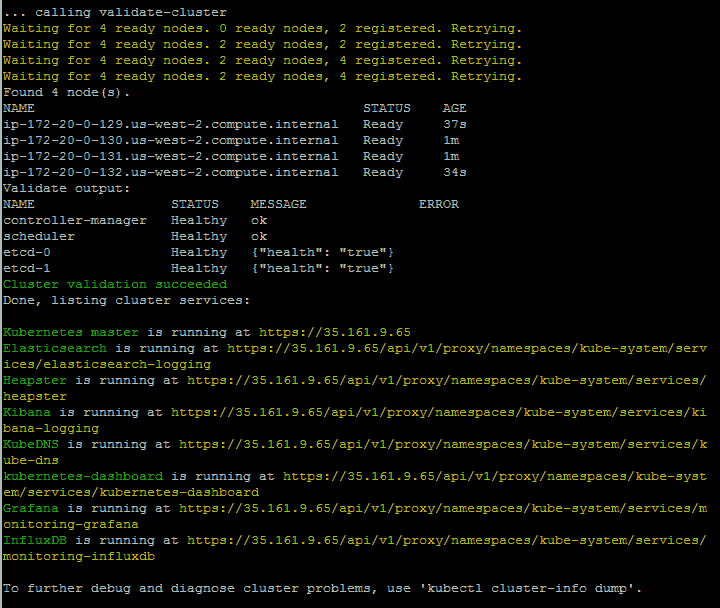 ... calling validate-cluster
Waiting for 4 ready nodes. 0 ready nodes, 2 registered. Retrying.
Waiting for 4 ready nodes. 2 ready nodes, 2 registered. Retrying.
Waiting for 4 ready nodes. 2 ready nodes, 4 registered. Retrying.
Waiting for 4 ready nodes. 2 ready nodes, 4 registered. Retrying.
Found 4 node(s).
NAME                                         STATUS    AGE
ip-172-20-0-129.us-west-2.compute.internal   Ready     37s
ip-172-20-0-130.us-west-2.compute.internal   Ready     1m
ip-172-20-0-131.us-west-2.compute.internal   Ready     1m
ip-172-20-0-132.us-west-2.compute.internal   Ready     34s
Validate output:
NAME                 STATUS    MESSAGE              ERROR
controller-manager   Healthy   ok
scheduler            Healthy   ok
etcd-0               Healthy   {"health": "true"}
etcd-1               Healthy   {"health": "true"}
Cluster validation succeeded
Done, listing cluster services:

Kubernetes master is running at https://35.161.9.65
Elasticsearch is running at https://35.161.9.65/api/v1/proxy/namespaces/kube-system/serv
ices/elasticsearch-logging
Heapster is running at https://35.161.9.65/api/v1/proxy/namespaces/kube-system/services/
heapster
Kibana is running at https://35.161.9.65/api/v1/proxy/namespaces/kube-system/services/ki
bana-logging
KubeDNS is running at https://35.161.9.65/api/v1/proxy/namespaces/kube-system/services/k
ube-dns
kubernetes-dashboard is running at https://35.161.9.65/api/v1/proxy/namespaces/kube-syst
em/services/kubernetes-dashboard
Grafana is running at https://35.161.9.65/api/v1/proxy/namespaces/kube-system/services/m
onitoring-grafana
InfluxDB is running at https://35.161.9.65/api/v1/proxy/namespaces/kube-system/services/
monitoring-influxdb

To further debug and diagnose cluster problems, use 'kubectl cluster-info dump'.